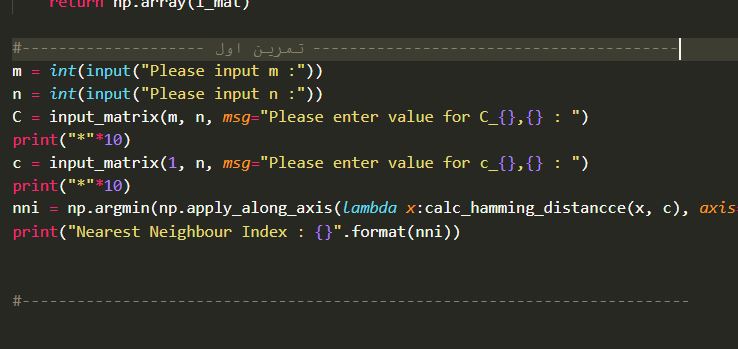 return np.array(i_mat)
#-------------------- تمرین اول ----------------------------------------
m = int(input("Please input m :"))
n = int(input("Please input n :"))
C = input_matrix(m, n, msg="Please enter value for C_{},{} : ")
print("*"*10)
c = input_matrix(1, n, msg="Please enter value for c_{},{} : ")
print("*"*10)
nni = np.argmin(np.apply_along_axis(lambda x:calc_hamming_distancce(x, c), axis
print("Nearest Neighbour Index : {}".format(nni))
#-------------------------------------------------------------------------